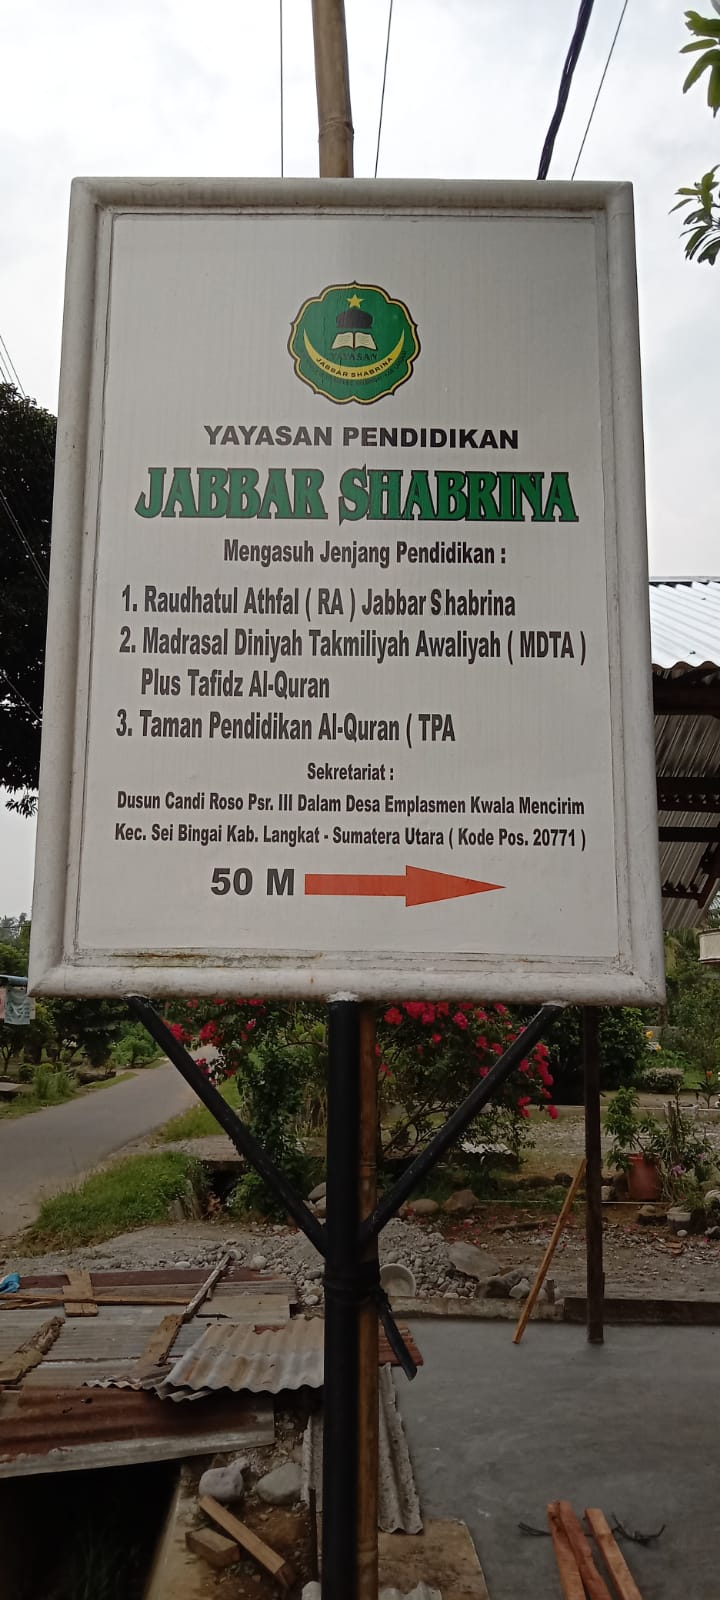 YAYASAN
JABBAR SHABRINA
YAYASAN PENDIDIKAN
JABBAR SHABRINA
Mengasuh Jenjang Pendidikan :
1. Raudhatul Athfal ( RA ) Jabbar Shabrina
2. Madrasal Diniyah Takmiliyah Awaliyah ( MDTA )
Plus Tafidz Al-Quran
3. Taman Pendidikan Al-Quran ( TPA
Sekretariat :
Dusun Candi Roso Psr. III Dalam Desa Emplasmen Kwala Mencirim
Kec. Sei Bingai Kab. Langkat - Sumatera Utara ( Kode Pos. 20771 )
50 M